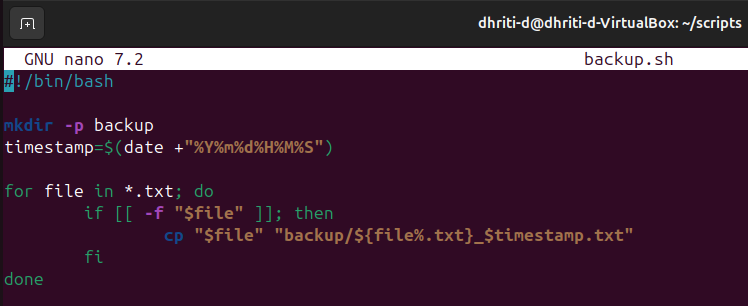 dhriti-d@dhriti-d-VirtualBox: ~/scripts
GNU nano 7.2 backup.sh
#!/bin/bash

mkdir -p backup
timestamp=$(date +"%Y%m%d%H%M%S")

for file in *.txt; do
        if [[ -f "$file" ]]; then
                cp "$file" "backup/${file%.txt}_$timestamp.txt"
        fi
done